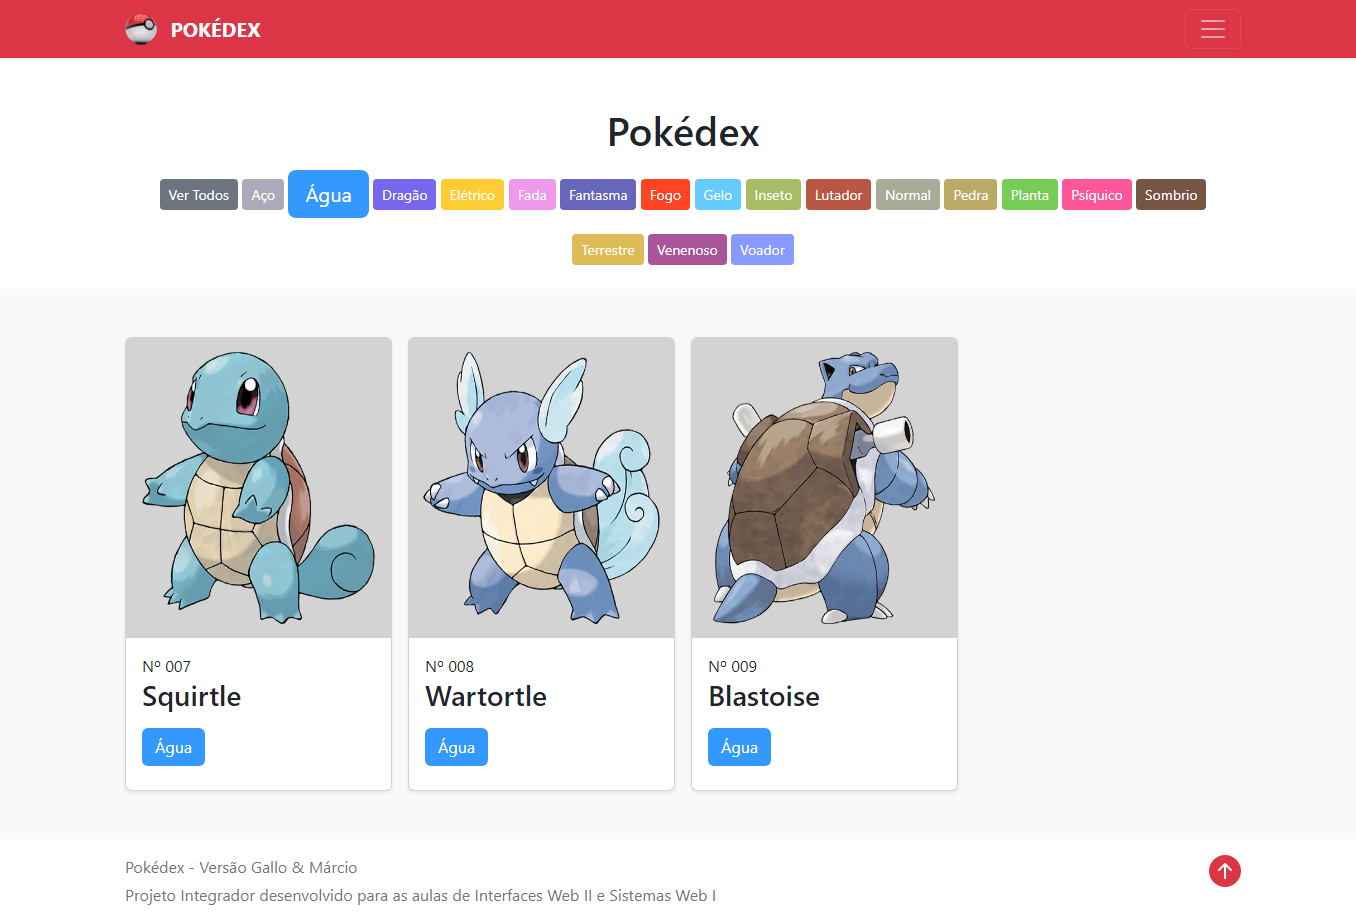 POKÉDEX
Pokédex
Ver Todos Aço Água Dragão Elétrico Fada Fantasma Fogo Gelo Inseto Lutador Normal Pedra Planta Psíquico Sombrio
Terrestre Venenoso Voador
Nº 007
Squirtle
Água
Nº 008
Wartortle
Água
Nº 009
Blastoise
Água
Pokédex - Versão Gallo & Márcio
Projeto Integrador desenvolvido para as aulas de Interfaces Web II e Sistemas Web I